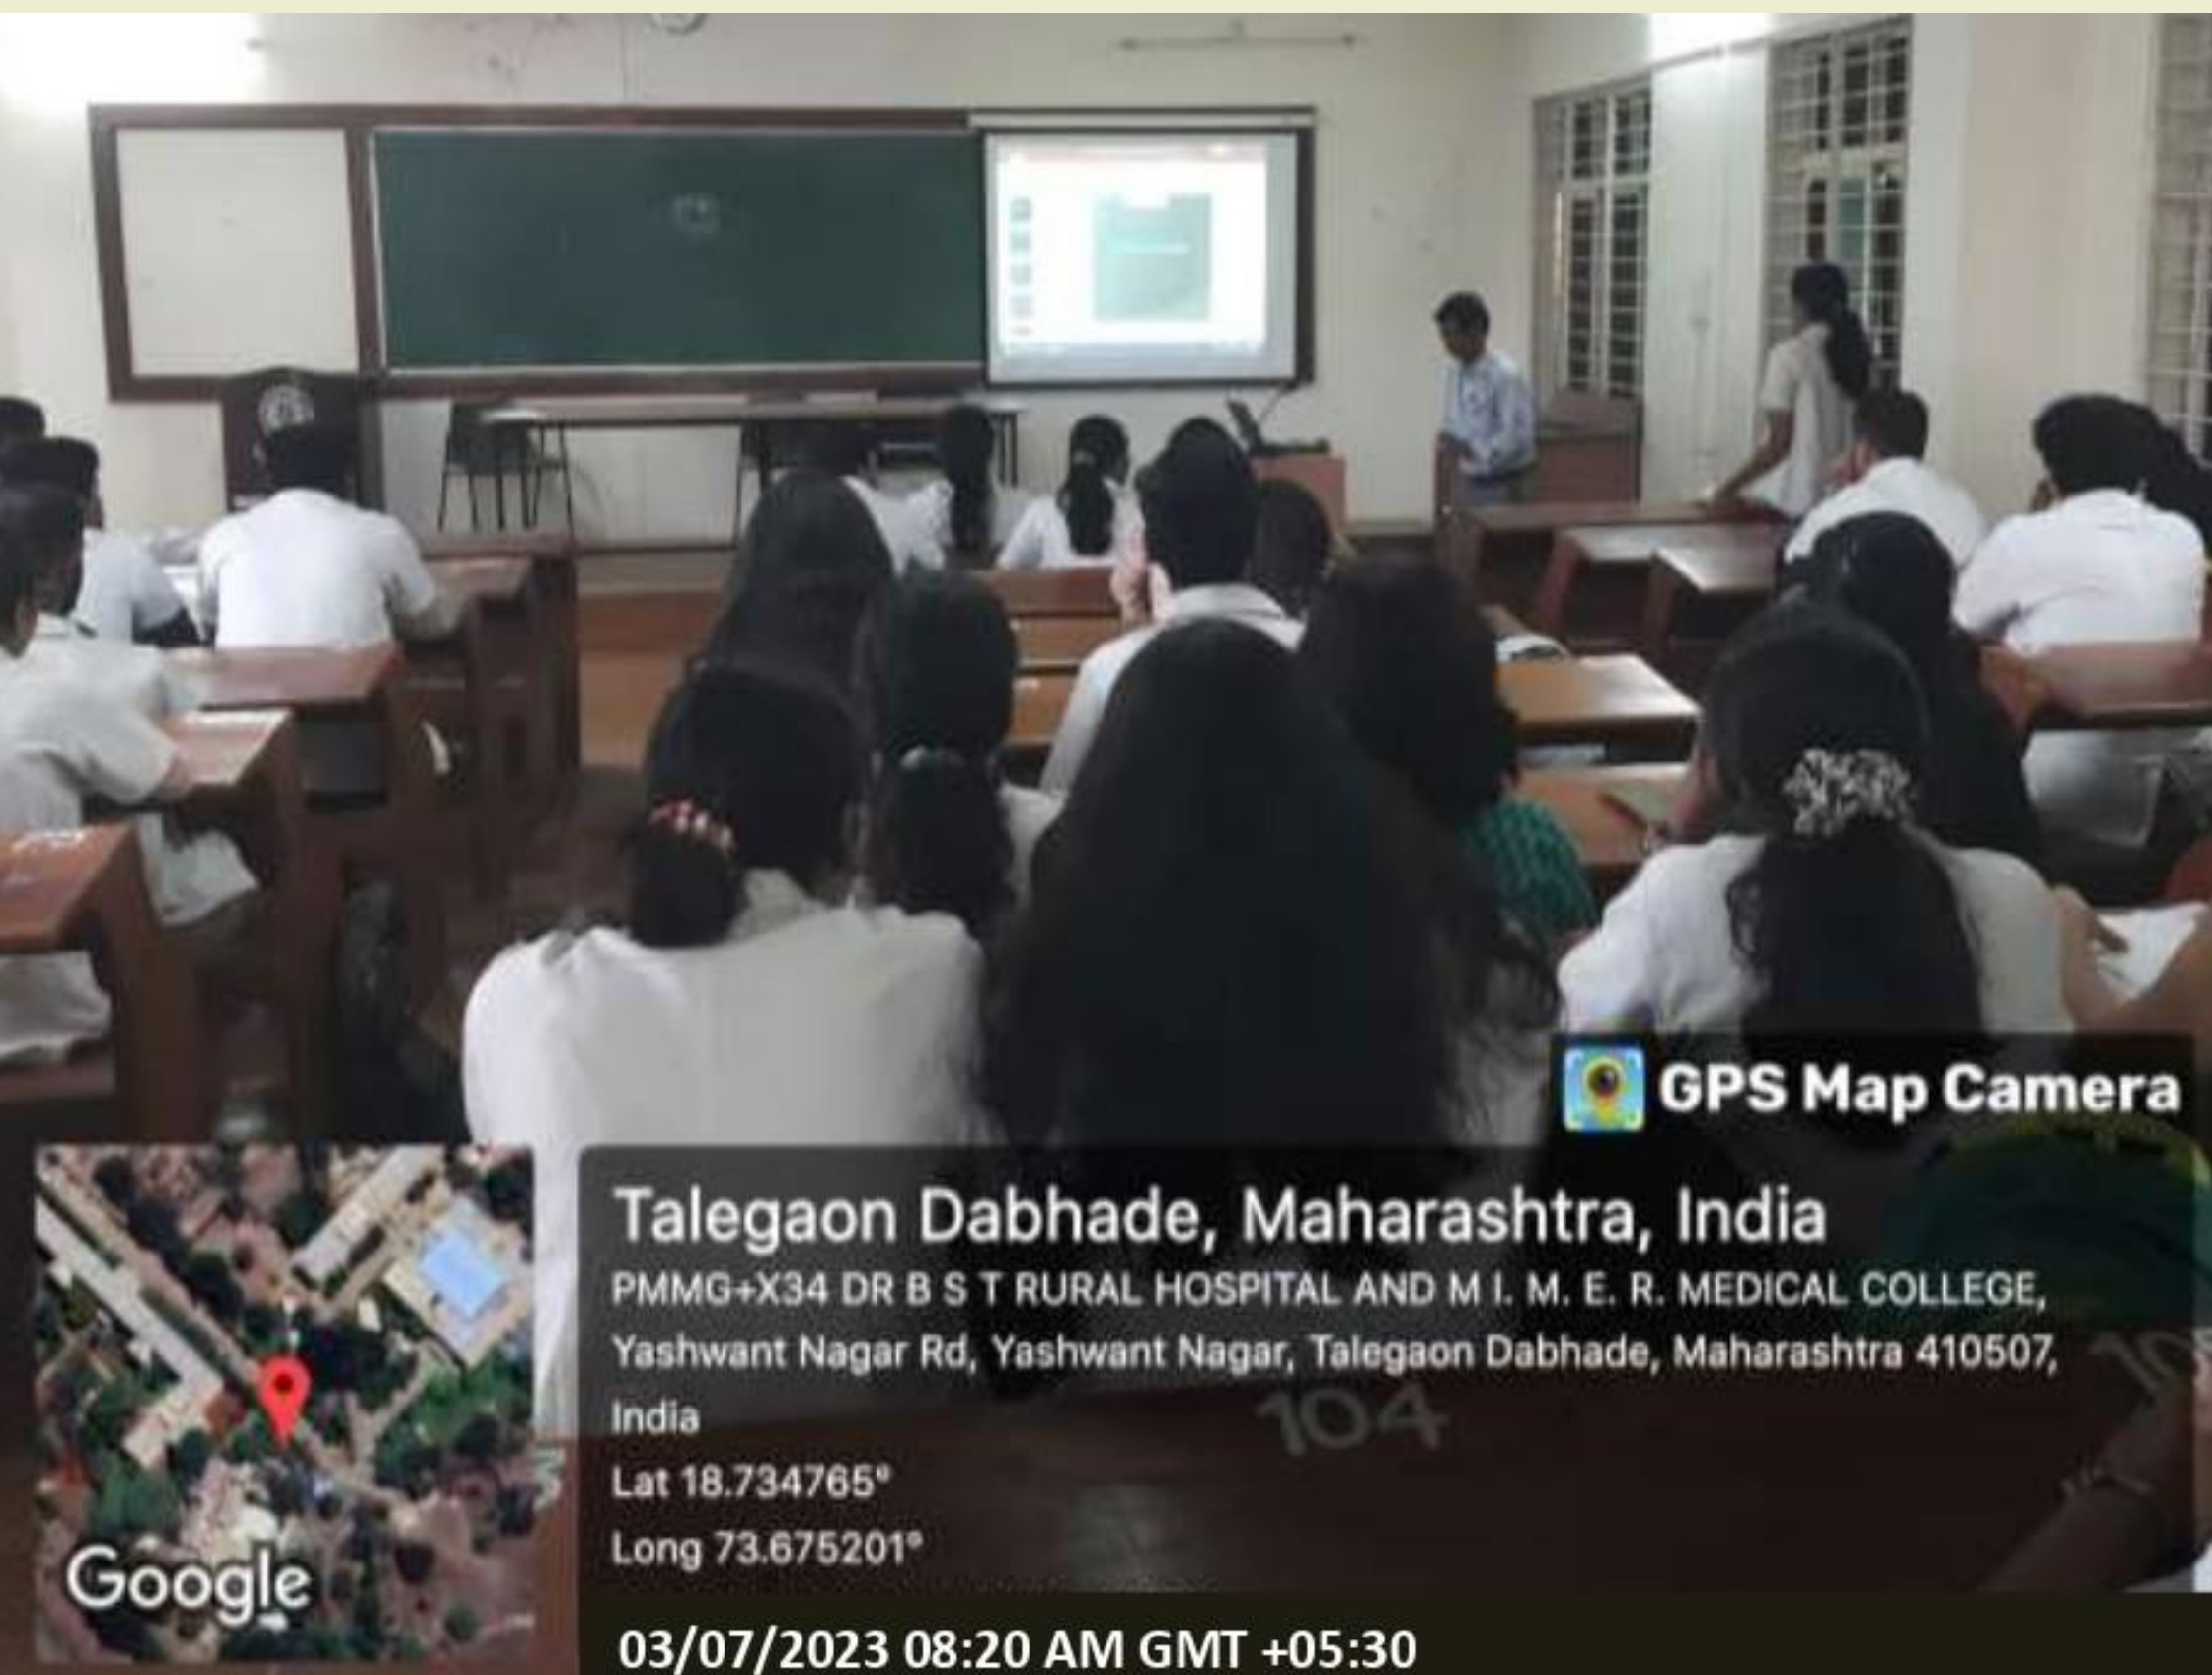 GPS Map Camera
Talegaon Dabhade, Maharashtra, India
PMMG+X34 DR B S T RURAL HOSPITAL AND M I. M. E. R. MEDICAL COLLEGE,
Yashwant Nagar Rd, Yashwant Nagar, Talegaon Dabhade, Maharashtra 410507,
India
104
Lat 18.734765°
Long 73.675201°
Google
03/07/2023 08:20 AM GMT +05:30